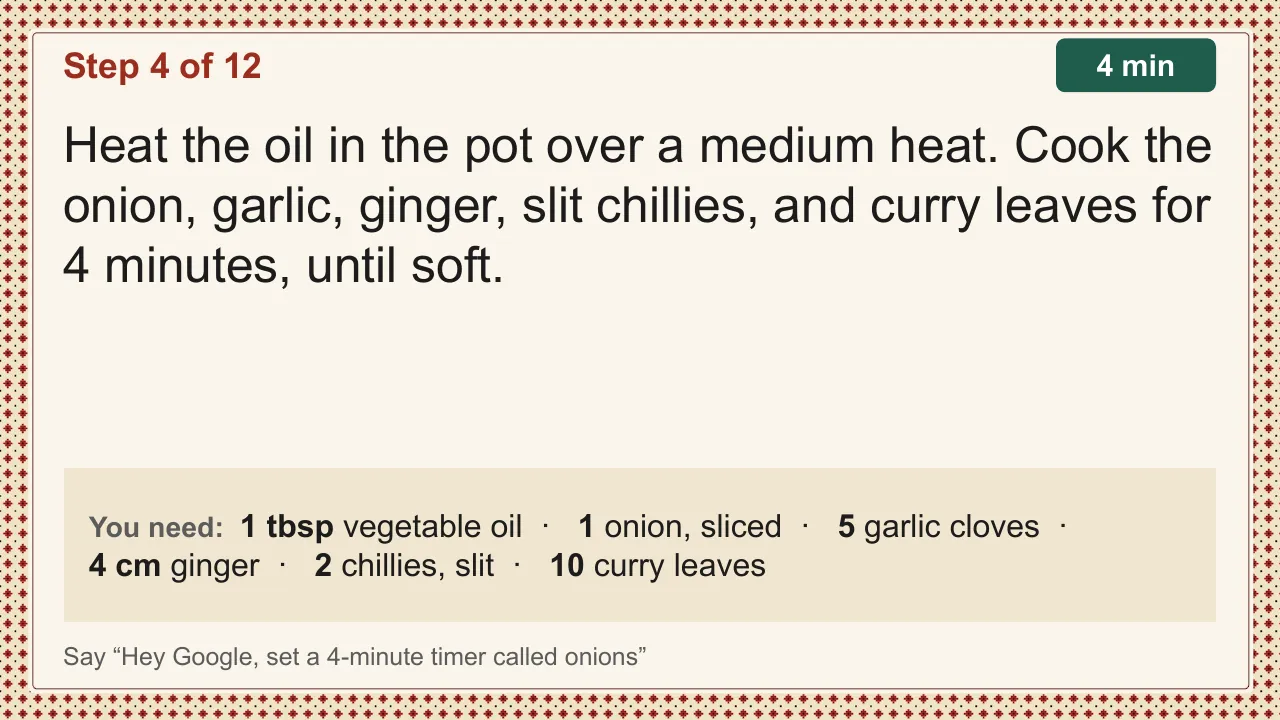 Step 4 of 12
4 min
Heat the oil in the pot over a medium heat. Cook the
onion, garlic, ginger, slit chillies, and curry leaves for
4 minutes, until soft.
You need: 1 tbsp vegetable oil · 1 onion, sliced · 5 garlic cloves ·
4 cm ginger · 2 chillies, slit · 10 curry leaves
Say “Hey Google, set a 4-minute timer called onions”